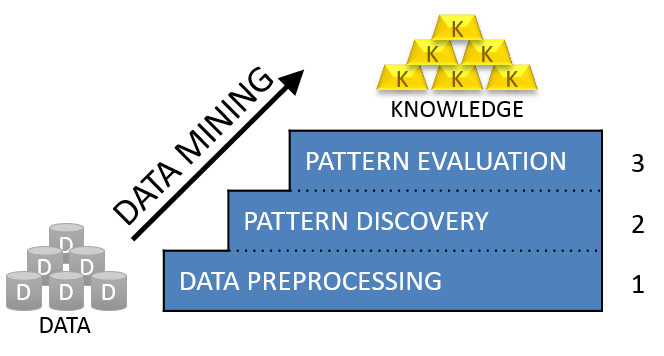 K
K K
K K K
KNOWLEDGE
DATA MINING
PATTERN EVALUATION 3
PATTERN DISCOVERY 2
DATA PREPROCESSING 1
D
D D
D D D
DATA